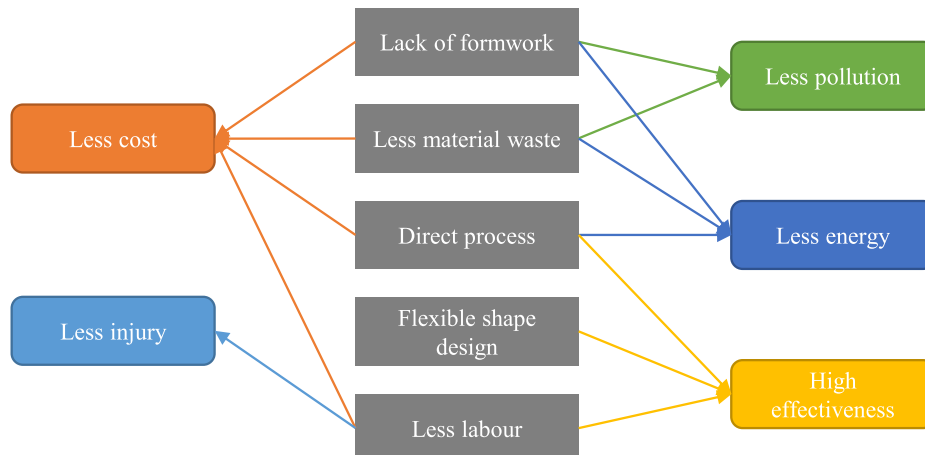 Less cost
Less injury
Lack of formwork
Less material waste
Direct process
Flexible shape
design
Less labour
Less pollution
Less energy
High
effectiveness